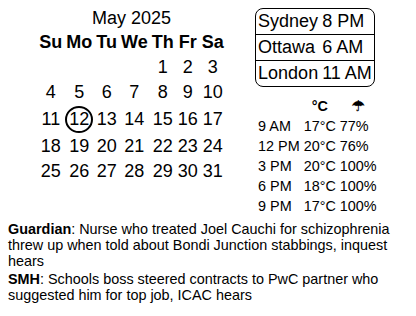 May 2025
Su Mo Tu We Th Fr Sa
1 2 3
4 5 6 7 8 9 10
11 12 13 14 15 16 17
18 19 20 21 22 23 24
25 26 27 28 29 30 31
Sydney 8 PM
Ottawa 6 AM
London 11 AM
°C ☂
9 AM 17°C 77%
12 PM 20°C 76%
3 PM 20°C 100%
6 PM 18°C 100%
9 PM 17°C 100%
Guardian: Nurse who treated Joel Cauchi for schizophrenia
threw up when told about Bondi Junction stabbings, inquest
hears
SMH: Schools boss steered contracts to PwC partner who
suggested him for top job, ICAC hears